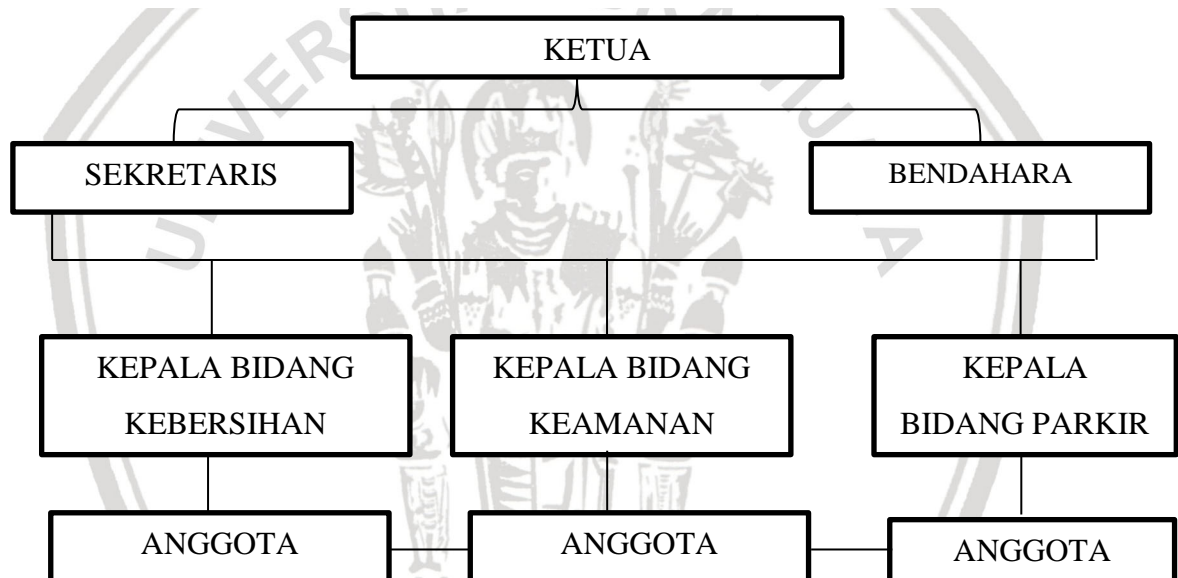 KETUA
SEKRETARIS
BENDAHARA
KEPALA BIDANG
KEBERSIHAN
KEPALA BIDANG
KEAMANAN
KEPALA
BIDANG PARKIR
ANGGOTA
ANGGOTA
ANGGOTA